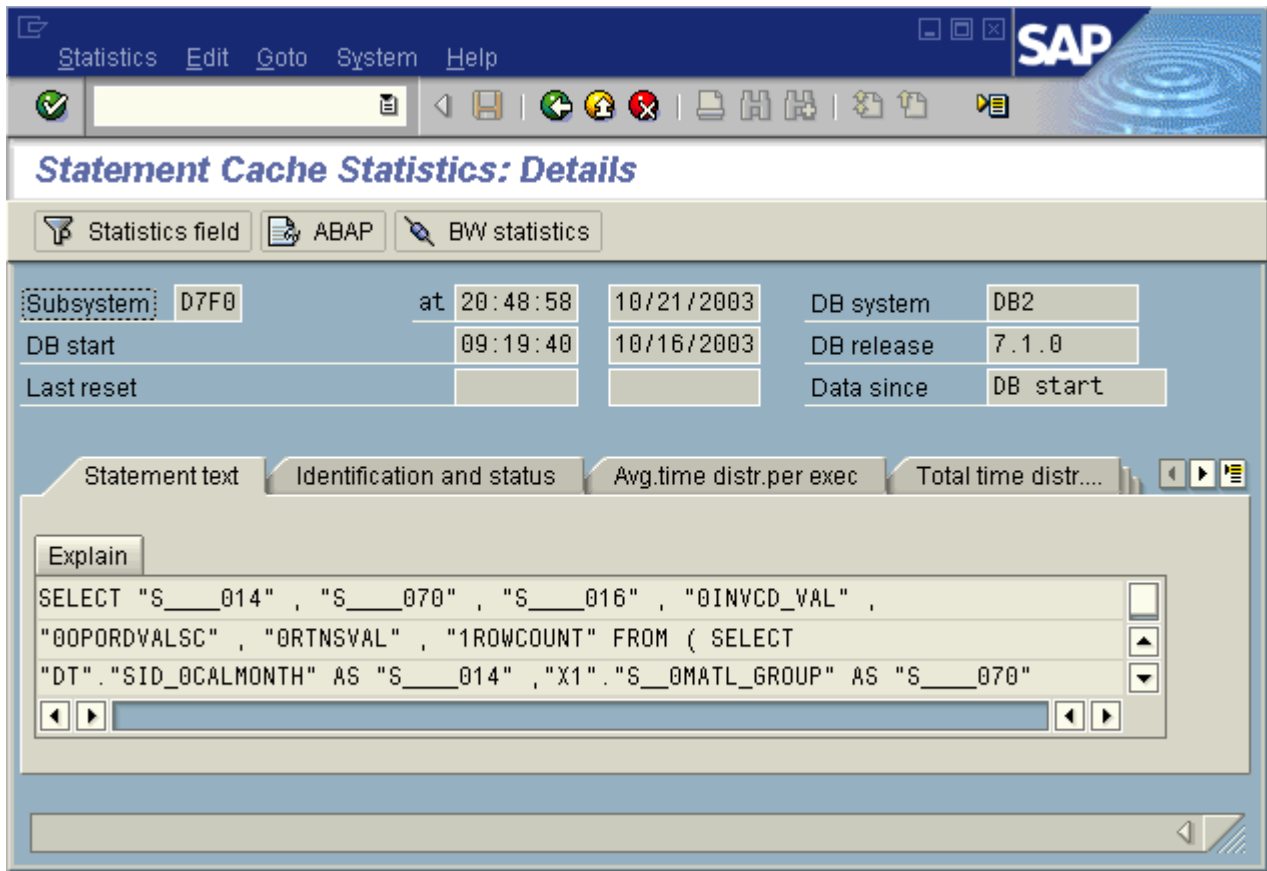 Statistics Edit Goto System Help
SAP
Statement Cache Statistics: Details
Statistics field ABAP BW statistics
Subsystem D7F0 at 20:48:58 10/21/2003 DB system DB2
DB start 09:19:40 10/16/2003 DB release 7.1.0
Last reset Data since DB start
Statement text Identification and status Avg.time distr.per exec Total time distr....
Explain
SELECT "S____014" , "S____070" , "S____016" , "0INVCD_VAL" ,
"0OPORDVALSC" , "0RTNSVAL" , "1ROWCOUNT" FROM ( SELECT
"DT"."SID_0CALMONTH" AS "S____014" ,"X1"."S__0MATL_GROUP" AS "S____070"